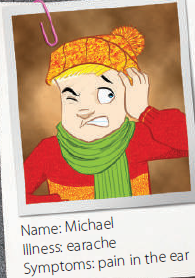 Name: Michael
Illness: earache
Symptoms: pain in the ear